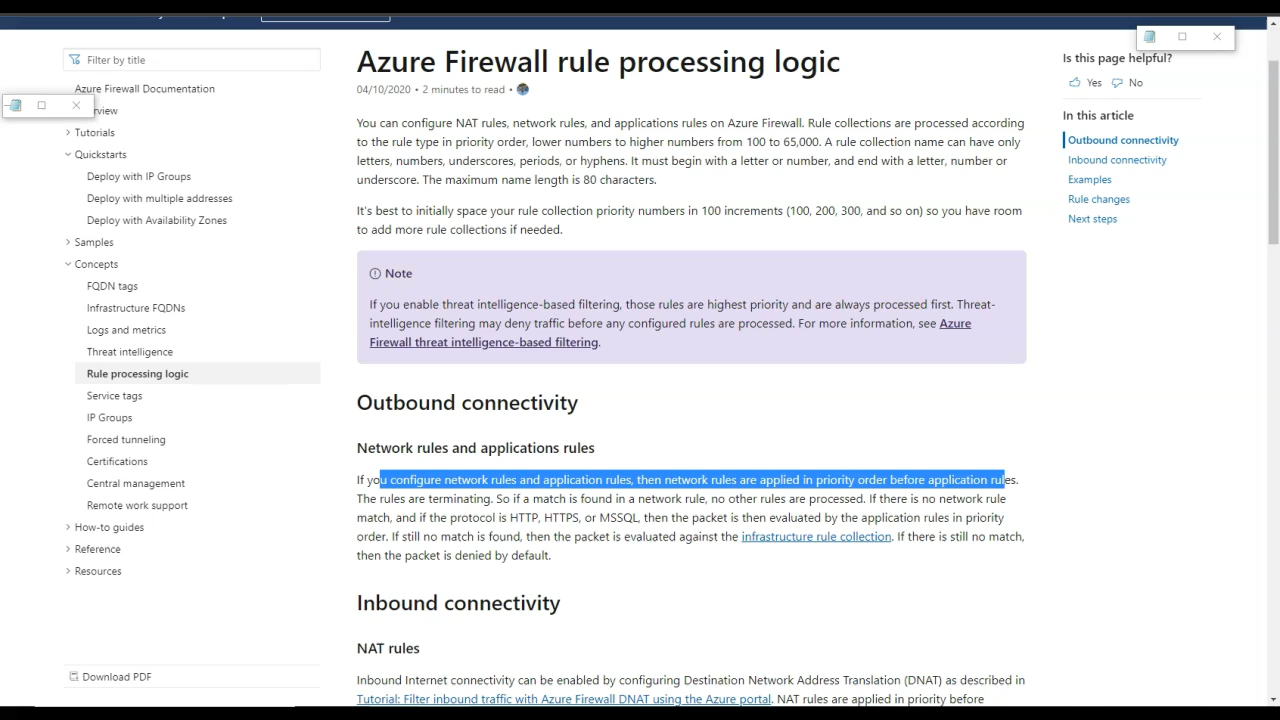 Filter by title
Azure Firewall Documentation
Tutorials
Quickstarts
Deploy with IP Groups
Deploy with multiple addresses
Deploy with Availability Zones
Samples
Concepts
FQDN tags
Infrastructure FQDNs
Logs and metrics
Threat intelligence
Rule processing logic
Service tags
IP Groups
Forced tunneling
Certifications
Central management
Remote work support
How-to guides
Reference
Resources
Download PDF
Azure Firewall rule processing logic
04/10/2020 • 2 minutes to read •
You can configure NAT rules, network rules, and applications rules on Azure Firewall. Rule collections are processed according
to the rule type in priority order, lower numbers to higher numbers from 100 to 65,000. A rule collection name can have only
letters, numbers, underscores, periods, or hyphens. It must begin with a letter or number, and end with a letter, number or
underscore. The maximum name length is 80 characters.
It's best to initially space your rule collection priority numbers in 100 increments (100, 200, 300, and so on) so you have room
to add more rule collections if needed.
Note
If you enable threat intelligence-based filtering, those rules are highest priority and are always processed first. Threat-
intelligence filtering may deny traffic before any configured rules are processed. For more information, see Azure
Firewall threat intelligence-based filtering.
Outbound connectivity
Network rules and applications rules
If you configure network rules and application rules, then network rules are applied in priority order before application rules.
The rules are terminating. So if a match is found in a network rule, no other rules are processed. If there is no network rule
match, and if the protocol is HTTP, HTTPS, or MSSQL, then the packet is then evaluated by the application rules in priority
order. If still no match is found, then the packet is evaluated against the infrastructure rule collection. If there is still no match,
then the packet is denied by default.
Inbound connectivity
NAT rules
Inbound Internet connectivity can be enabled by configuring Destination Network Address Translation (DNAT) as described in
Tutorial: Filter inbound traffic with Azure Firewall DNAT using the Azure portal. NAT rules are applied in priority before
Is this page helpful?
Yes No
In this article
Outbound connectivity
Inbound connectivity
Examples
Rule changes
Next steps